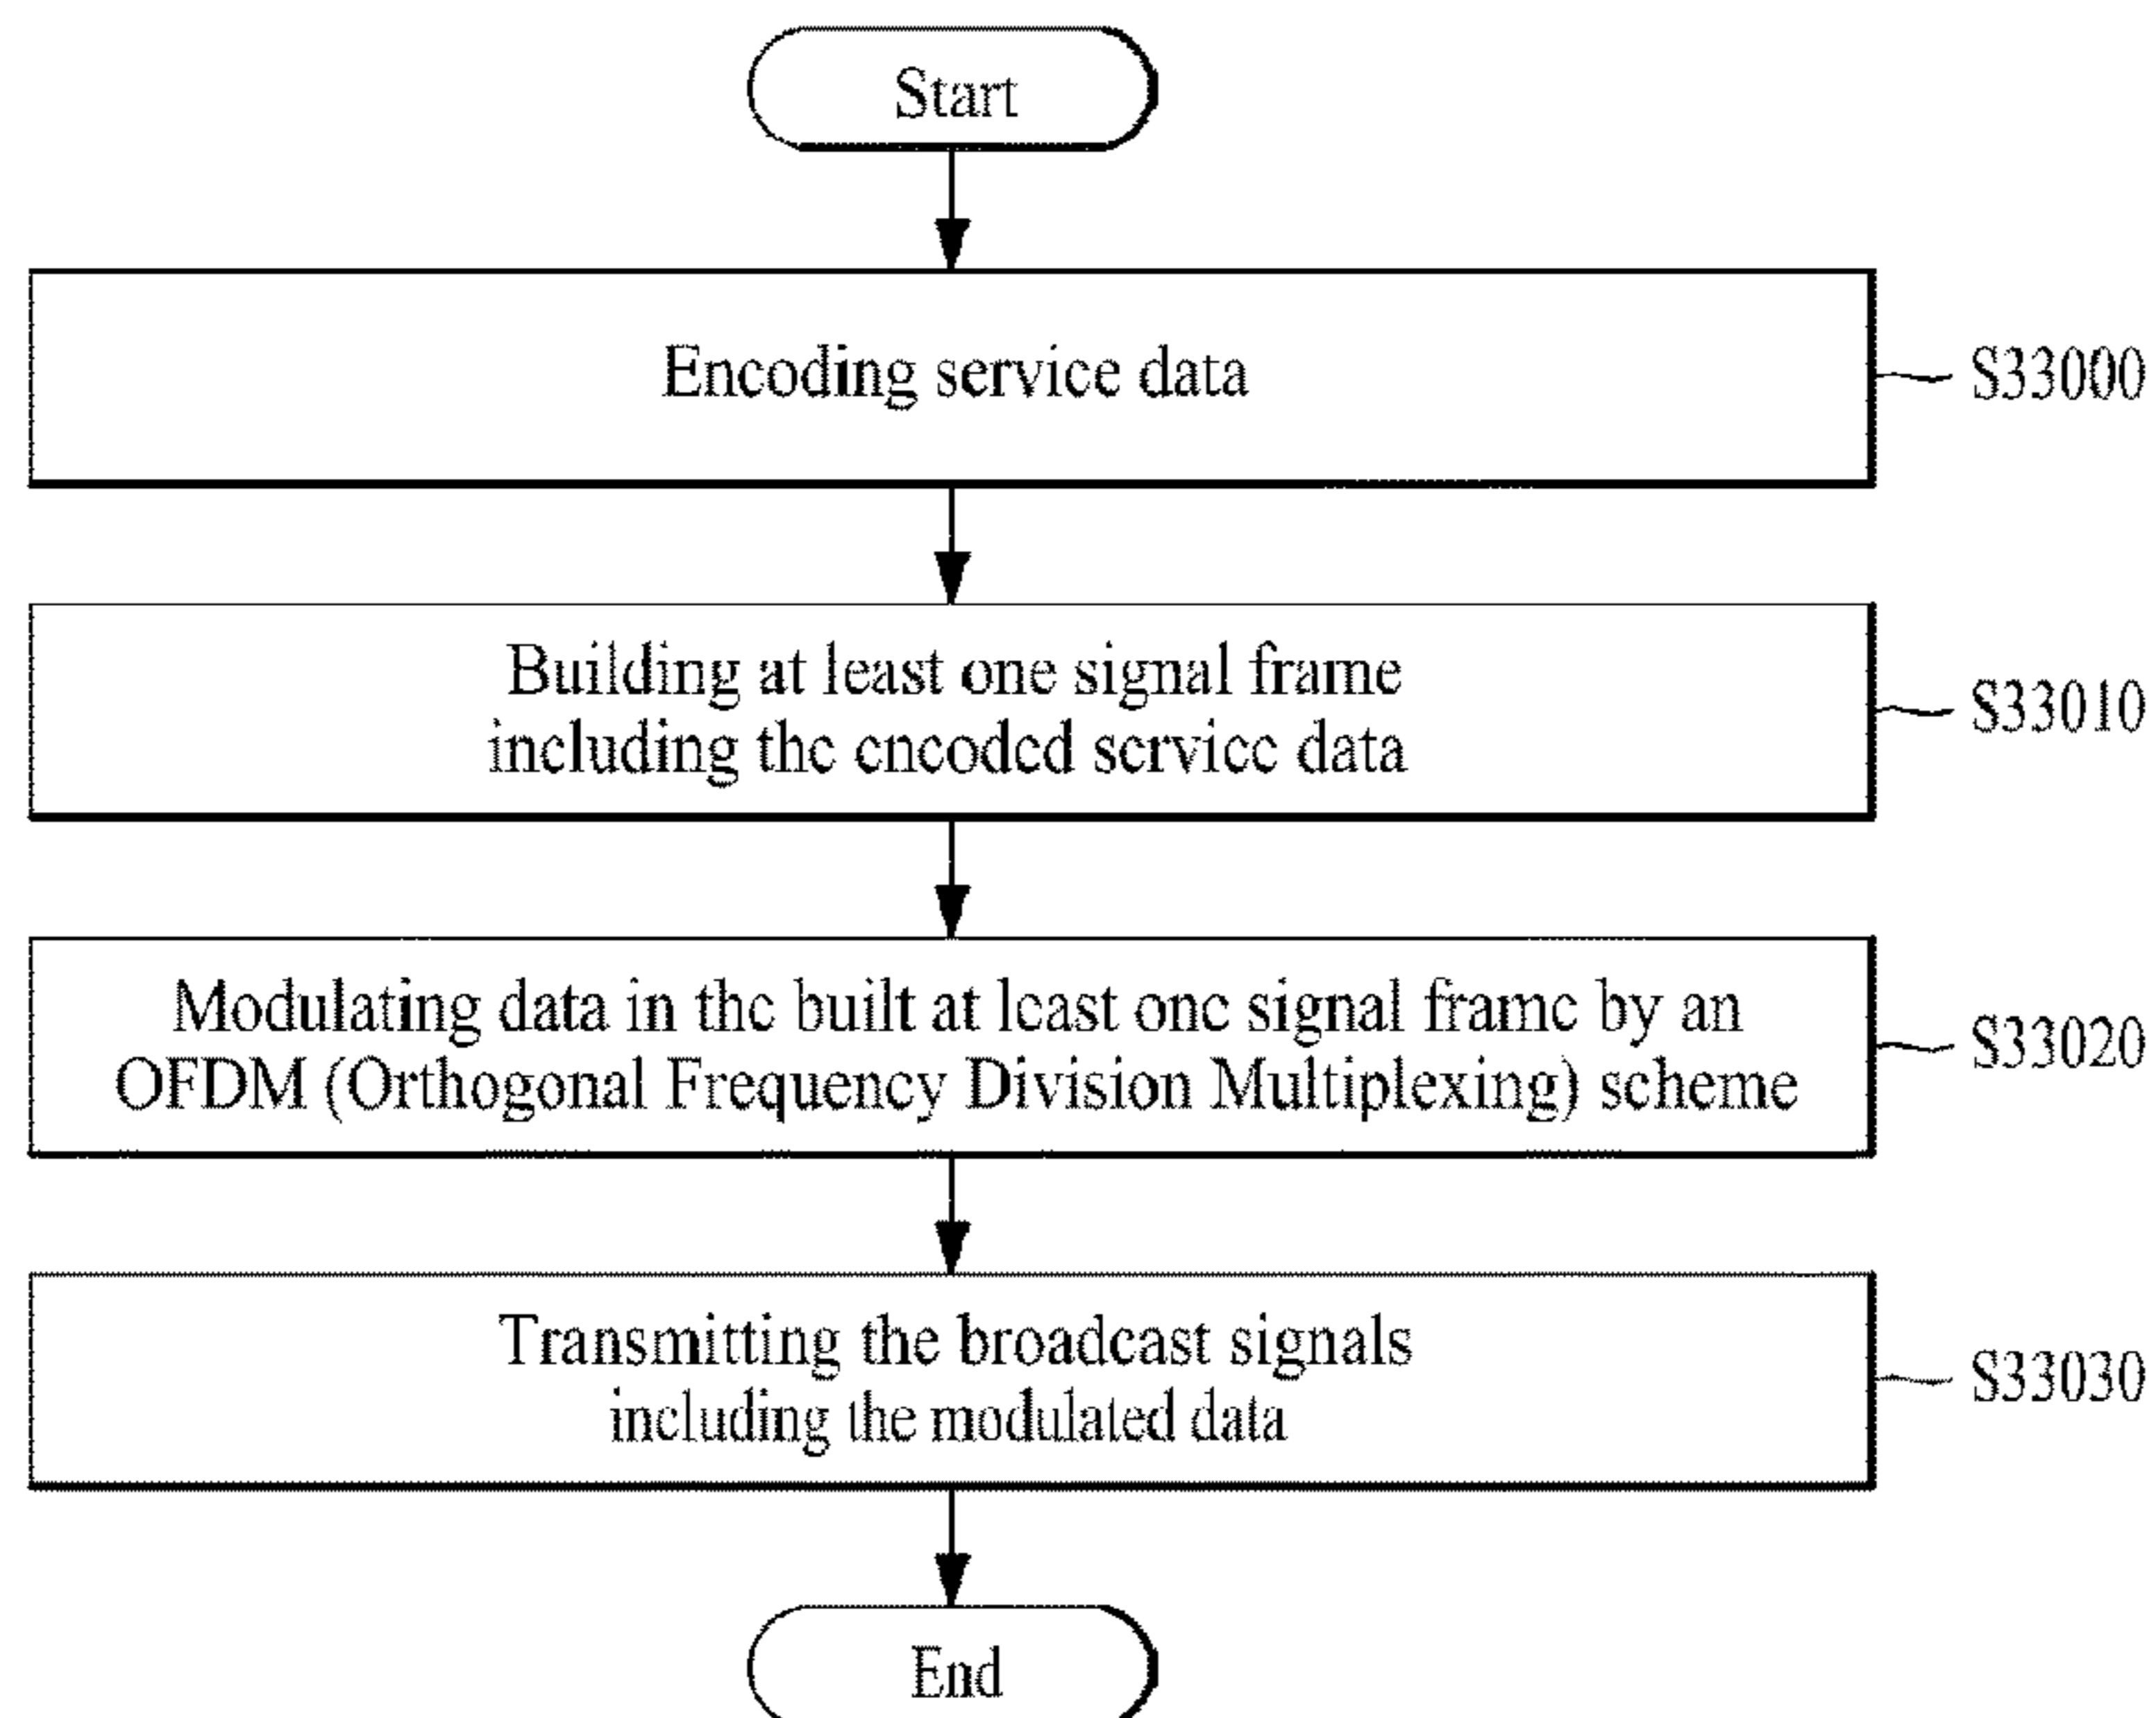 Start
Encoding service data
S33000
Building at least one signal frame
including the encoded service data
S33010
Modulating data in the built at least one signal frame by an
OFDM (Orthogonal Frequency Division Multiplexing) scheme
S33020
Transmitting the broadcast signals
including the modulated data
S33030
End